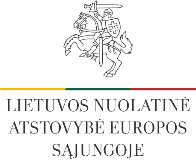 LIETUVOS NUOLATINĖ
ATSTOVYBĖ EUROPOS
SĄJUNGOJE